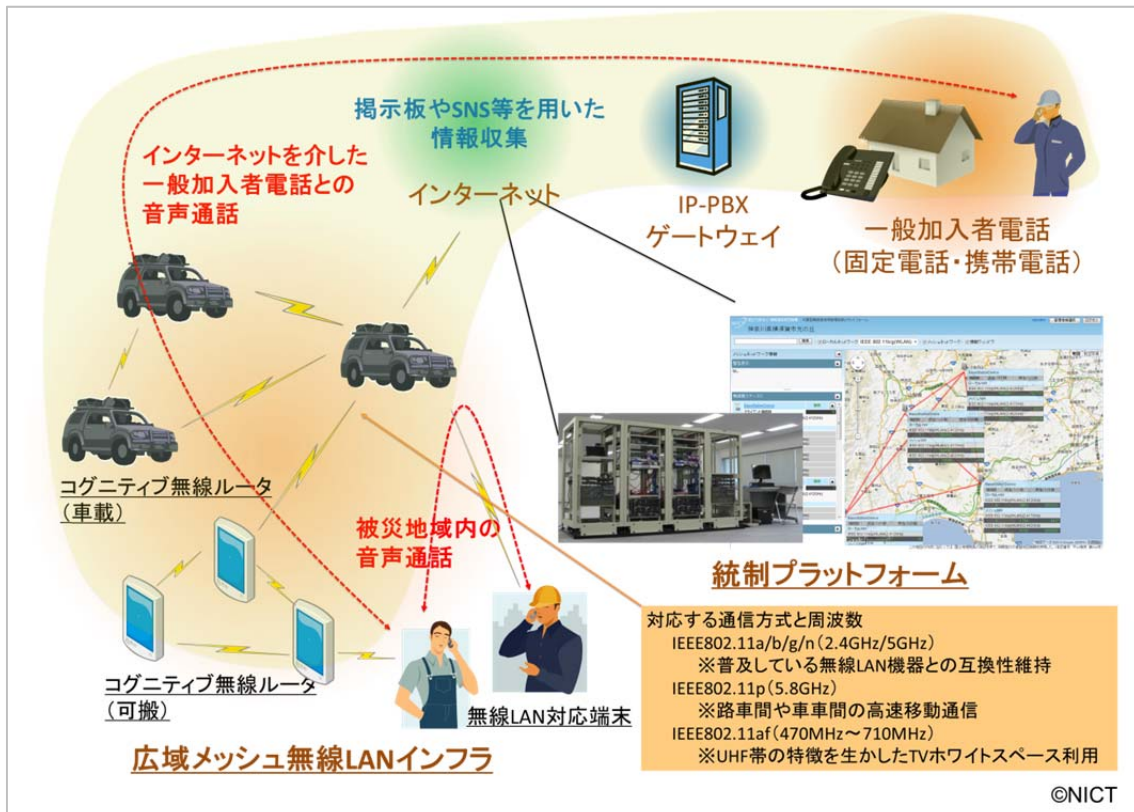 掲示板やSNS等を用いた
情報収集
インターネットを介した
一般加入者電話との
音声通話
インターネット
IP-PBX
ゲートウェイ
一般加入者電話
(固定電話・携帯電話)
コグニティブ無線ルータ
(車載)
被災地域内の
音声通話
統制プラットフォーム
コグニティブ無線ルータ
(可搬)
無線LAN対応端末
広域メッシュ無線LANインフラ
対応する通信方式と周波数
IEEE802.11a/b/g/n(2.4GHz/5GHz)
※普及している無線LAN機器との互換性維持
IEEE802.11p(5.8GHz)
※路車間や車車間の高速移動通信
IEEE802.11af(470MHz~710MHz)
※UHF帯の特徴を生かしたTVホワイトスペース利用
©NICT